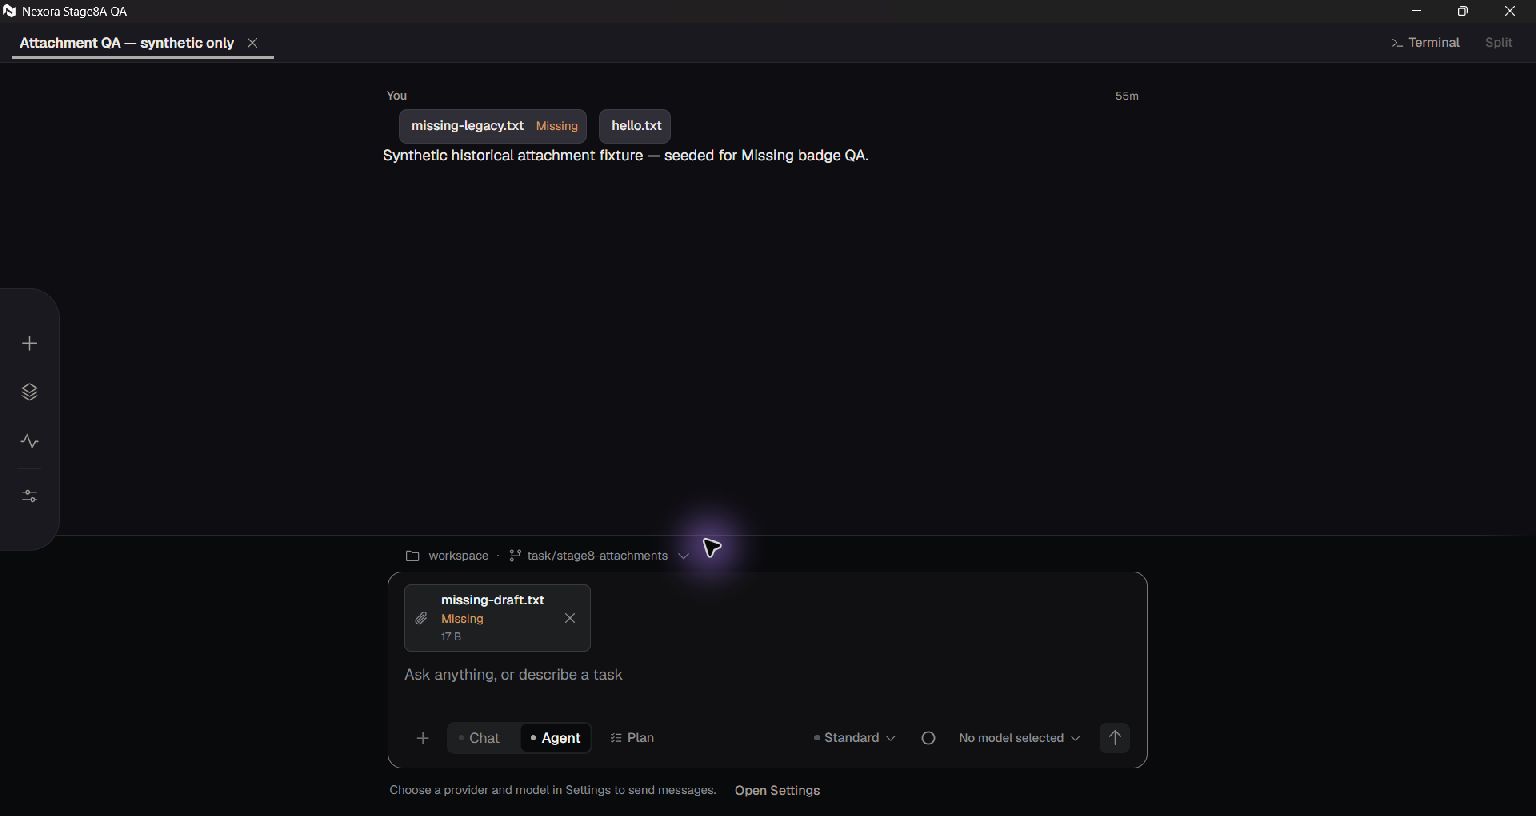 Nexora Stage8A QA
Attachment QA — synthetic only
Terminal Split
You 55m
missing-legacy.txt Missing hello.txt
Synthetic historical attachment fixture — seeded for Missing badge QA.
workspace · task/stage8-attachments
missing-draft.txt
Missing
17 B
Ask anything, or describe a task
Chat Agent Plan Standard No model selected
Choose a provider and model in Settings to send messages. Open Settings